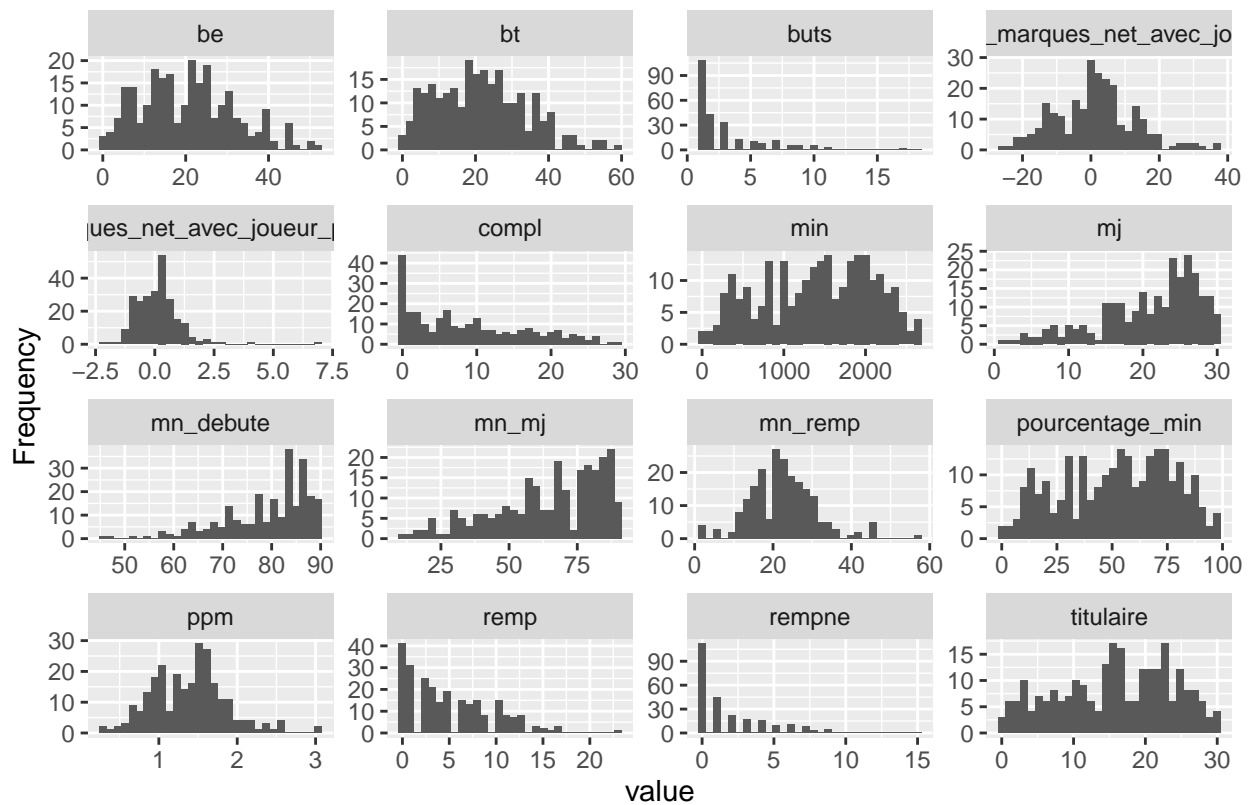 be bt buts _marques_net_avec_jo
20 15 10 5 0
0 20 40
15 10 5 0
0 20 40 60
90 60 30 0
0 5 10 15
30 20 10 0
−20 0 20 40
ques_net_avec_joueur_p compl min mj
40 20 0
−2.5 0.0 2.5 5.0 7.5
40 30 20 10 0
0 10 20 30
10 5 0
0 1000 2000
25 20 15 10 5 0
0 10 20 30
Frequency
mn_debute mn_mj mn_remp pourcentage_min
30 20 10 0
50 60 70 80 90
20 15 10 5 0
25 50 75
20 10 0
0 20 40 60
10 5 0
0 25 50 75 100
ppm remp rempne titulaire
30 20 10 0
1 2 3
40 30 20 10 0
0 5 10 15 20
90 60 30 0
0 5 10 15
15 10 5 0
0 10 20 30
value